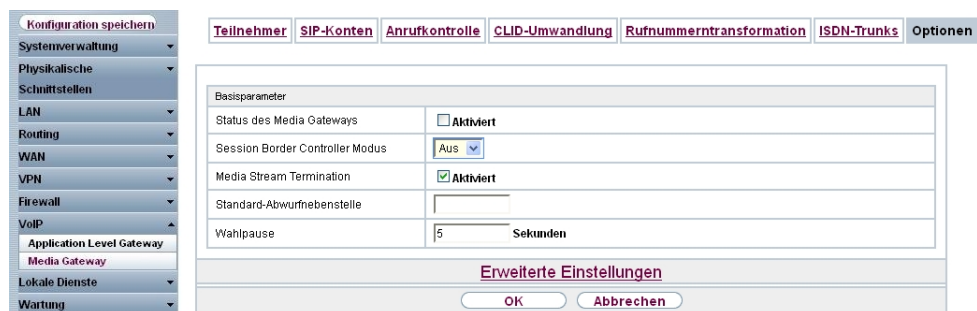 Konfiguration speichern
Teilnehmer SIP-Konten Anrufkontrolle CLID-Umwandlung Rufnummerntransformation ISDN-Trunks Optionen
Systemverwaltung
Physikalische
Schnittstellen
LAN
Routing
WAN
VPN
Firewall
VoIP
Application Level Gateway
Media Gateway
Lokale Dienste
Wartung
Basisparameter
Status des Media Gateways Aktiviert
Session Border Controller Modus Aus
Media Stream Termination Aktiviert
Standard-Abwurfnebenstelle
Wahlpause 5 Sekunden
Erweiterte Einstellungen
OK Abbrechen